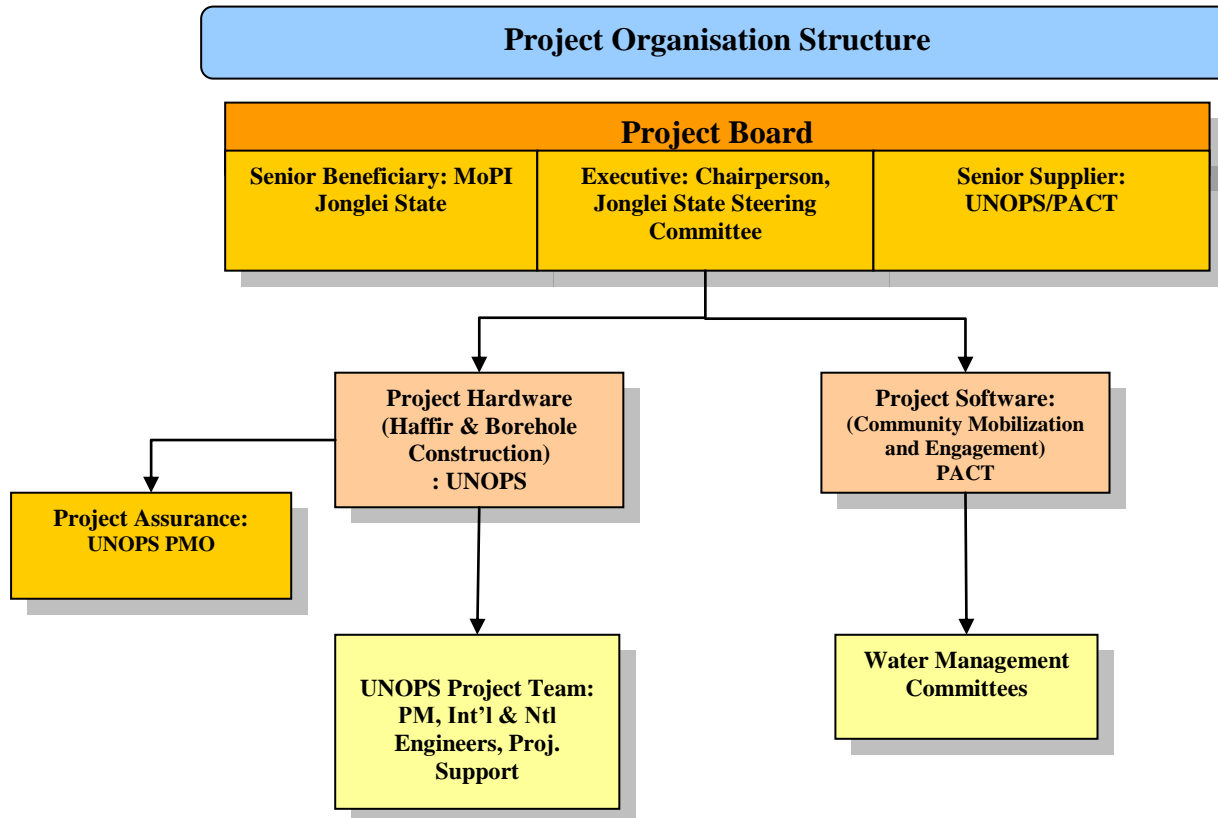 Project Organisation Structure
Project Board
Senior Beneficiary: MoPI
Jonglei State
Executive: Chairperson,
Jonglei State Steering
Committee
Senior Supplier:
UNOPS/PACT
Project Hardware
(Haffir & Borehole
Construction)
: UNOPS
Project Software:
(Community Mobilization
and Engagement)
PACT
Project Assurance:
UNOPS PMO
UNOPS Project Team:
PM, Int’l & Ntl
Engineers, Proj.
Support
Water Management
Committees